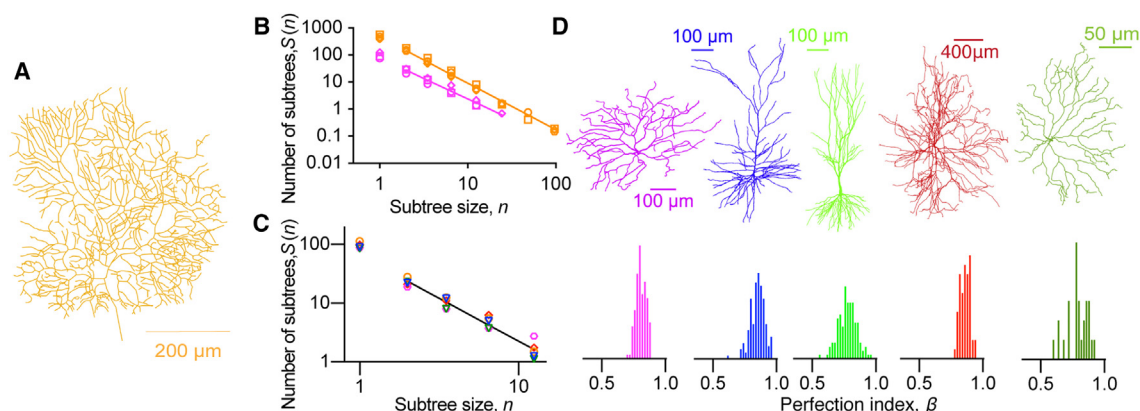 A
200 μm
B
Number of subtrees, S(n)
1000
100
10
1
0.1
0.01
1 10 100
Subtree size, n
C
Number of subtrees, S(n)
100
10
1
1 10
Subtree size, n
D
100 μm
100 μm
100 μm
400μm
50 μm
0.5 1.0
0.5 1.0
0.5 1.0
0.5 1.0
0.5 1.0
Perfection index, β